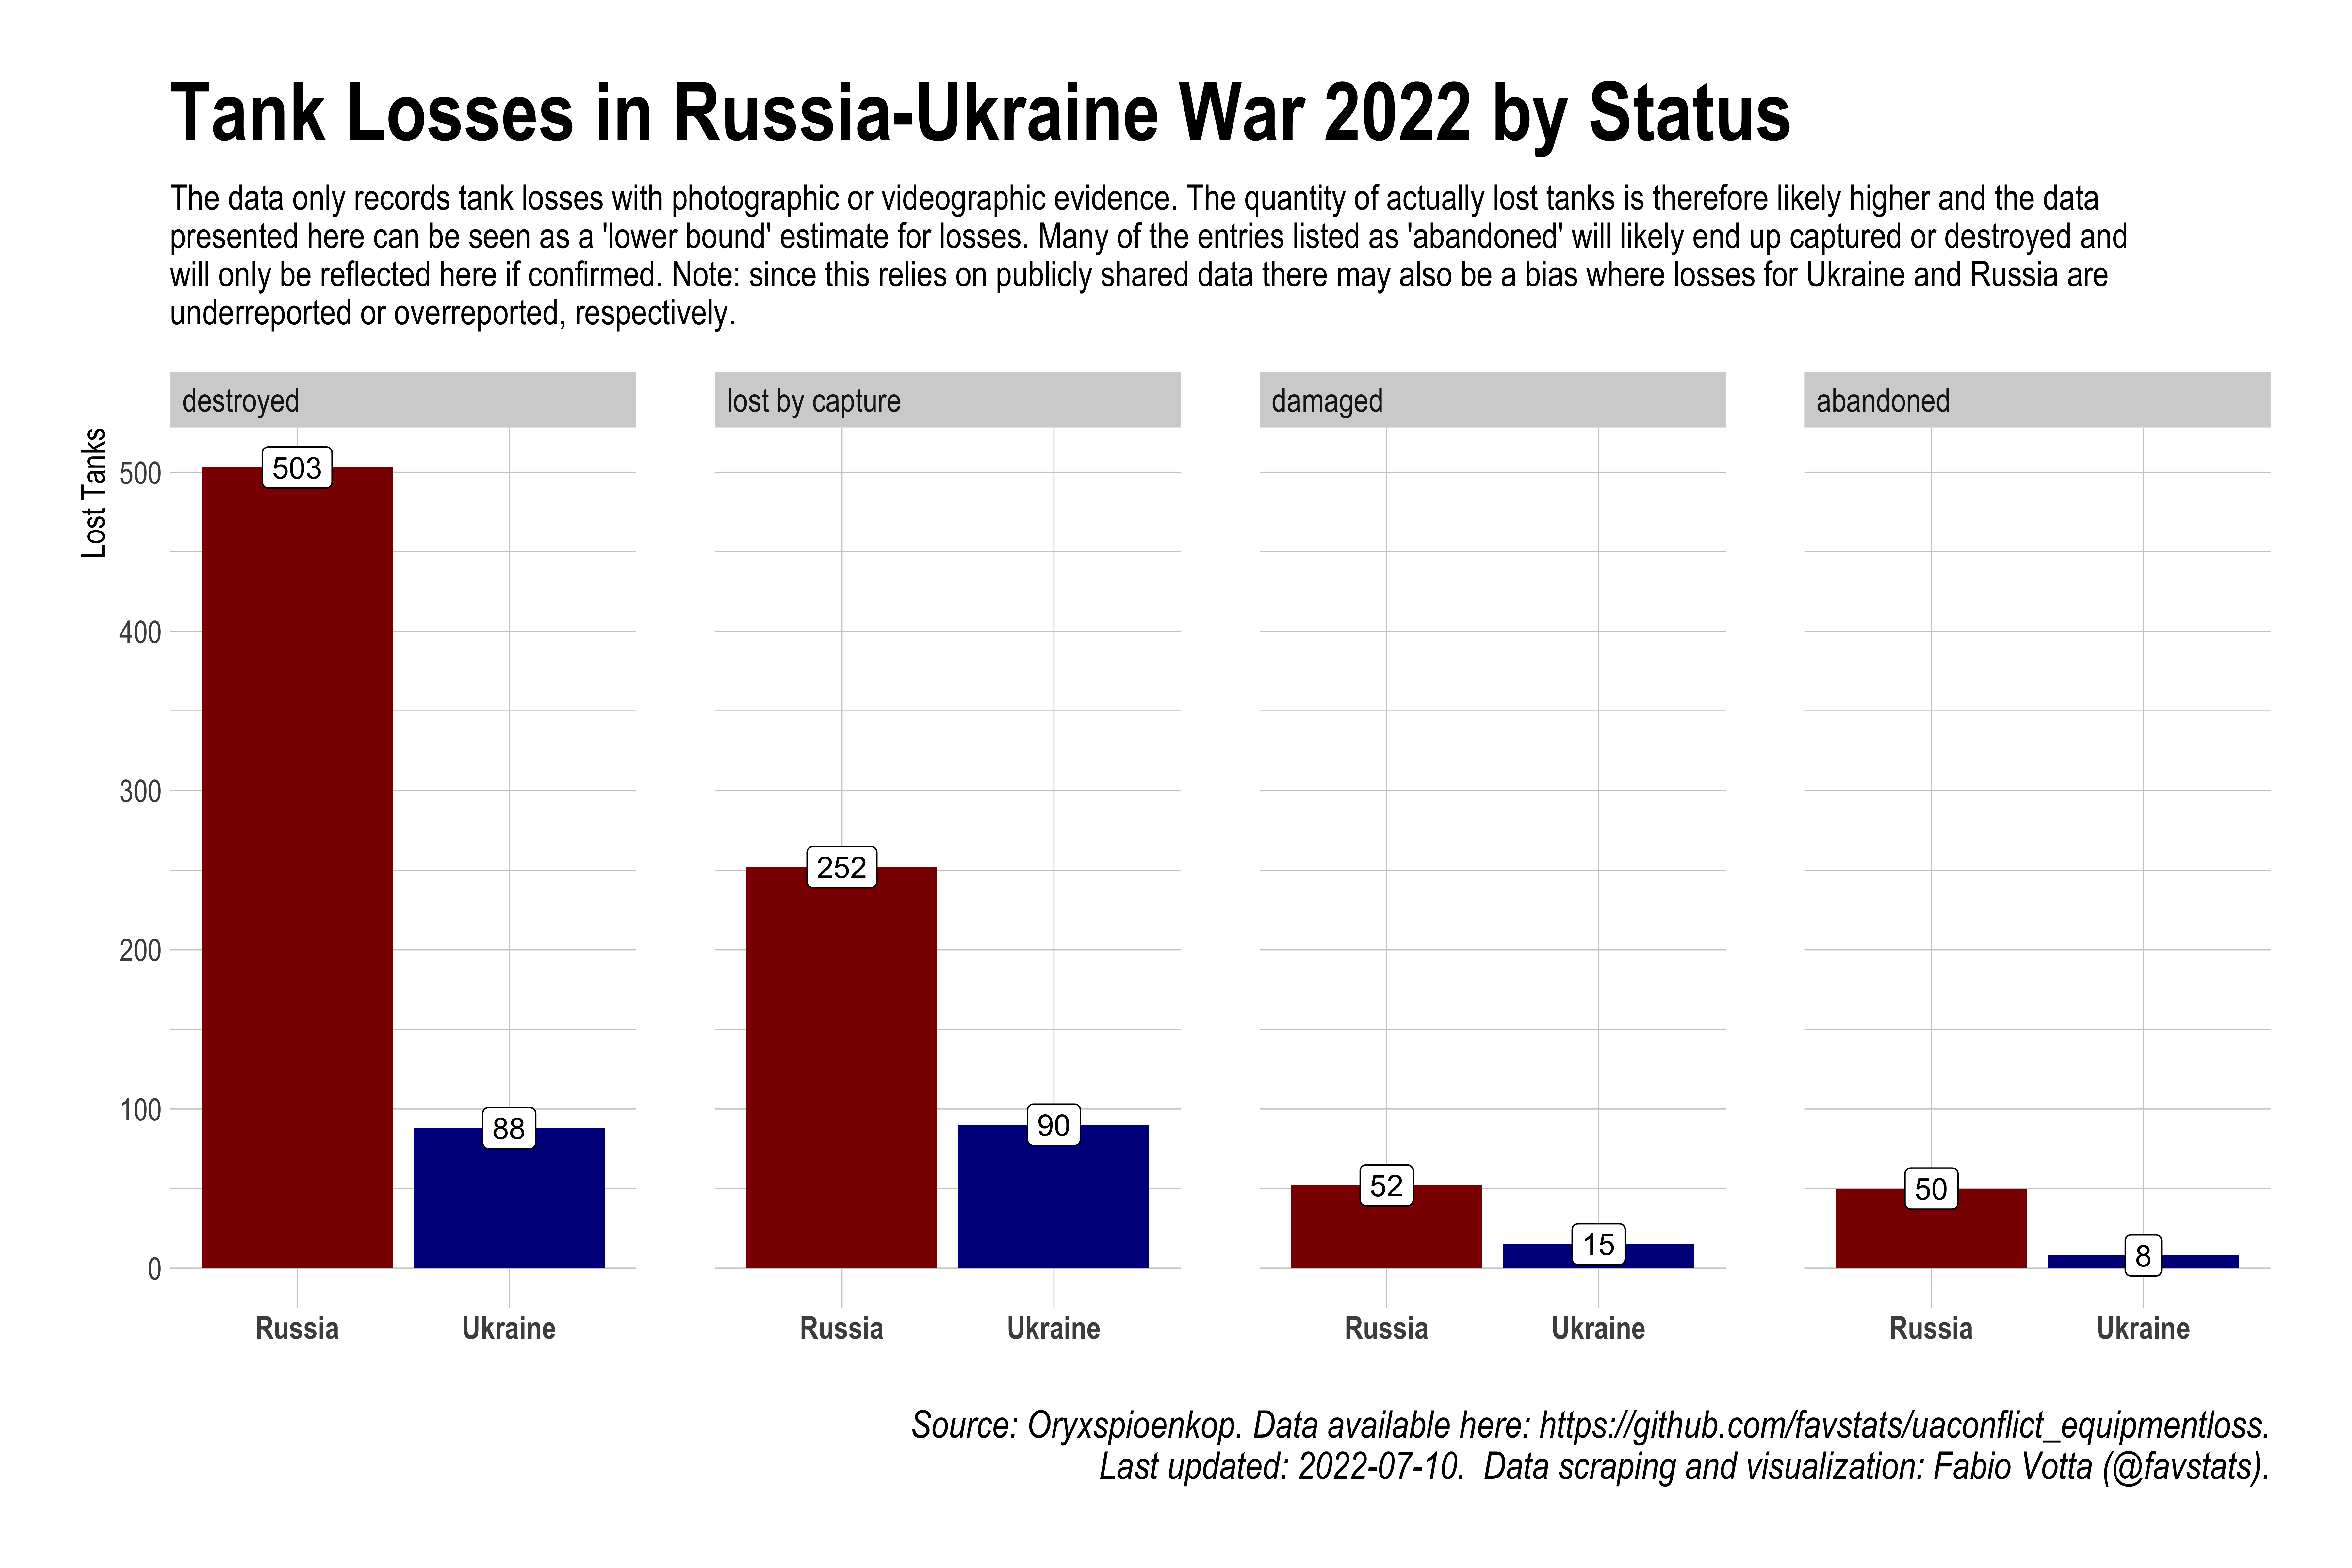 Tank Losses in Russia-Ukraine War 2022 by Status
The data only records tank losses with photographic or videographic evidence. The quantity of actually lost tanks is therefore likely higher and the data
presented here can be seen as a 'lower bound' estimate for losses. Many of the entries listed as 'abandoned' will likely end up captured or destroyed and
will only be reflected here if confirmed. Note: since this relies on publicly shared data there may also be a bias where losses for Ukraine and Russia are
underreported or overreported, respectively.
destroyed
lost by capture
damaged
abandoned
Lost Tanks
500
400
300
200
100
0
503
88
252
90
52
15
50
8
Russia
Ukraine
Russia
Ukraine
Russia
Ukraine
Russia
Ukraine
Source: Oryxspioenkop. Data available here: https://github.com/favstats/uaconflict_equipmentloss.
Last updated: 2022-07-10.  Data scraping and visualization: Fabio Votta (@favstats).